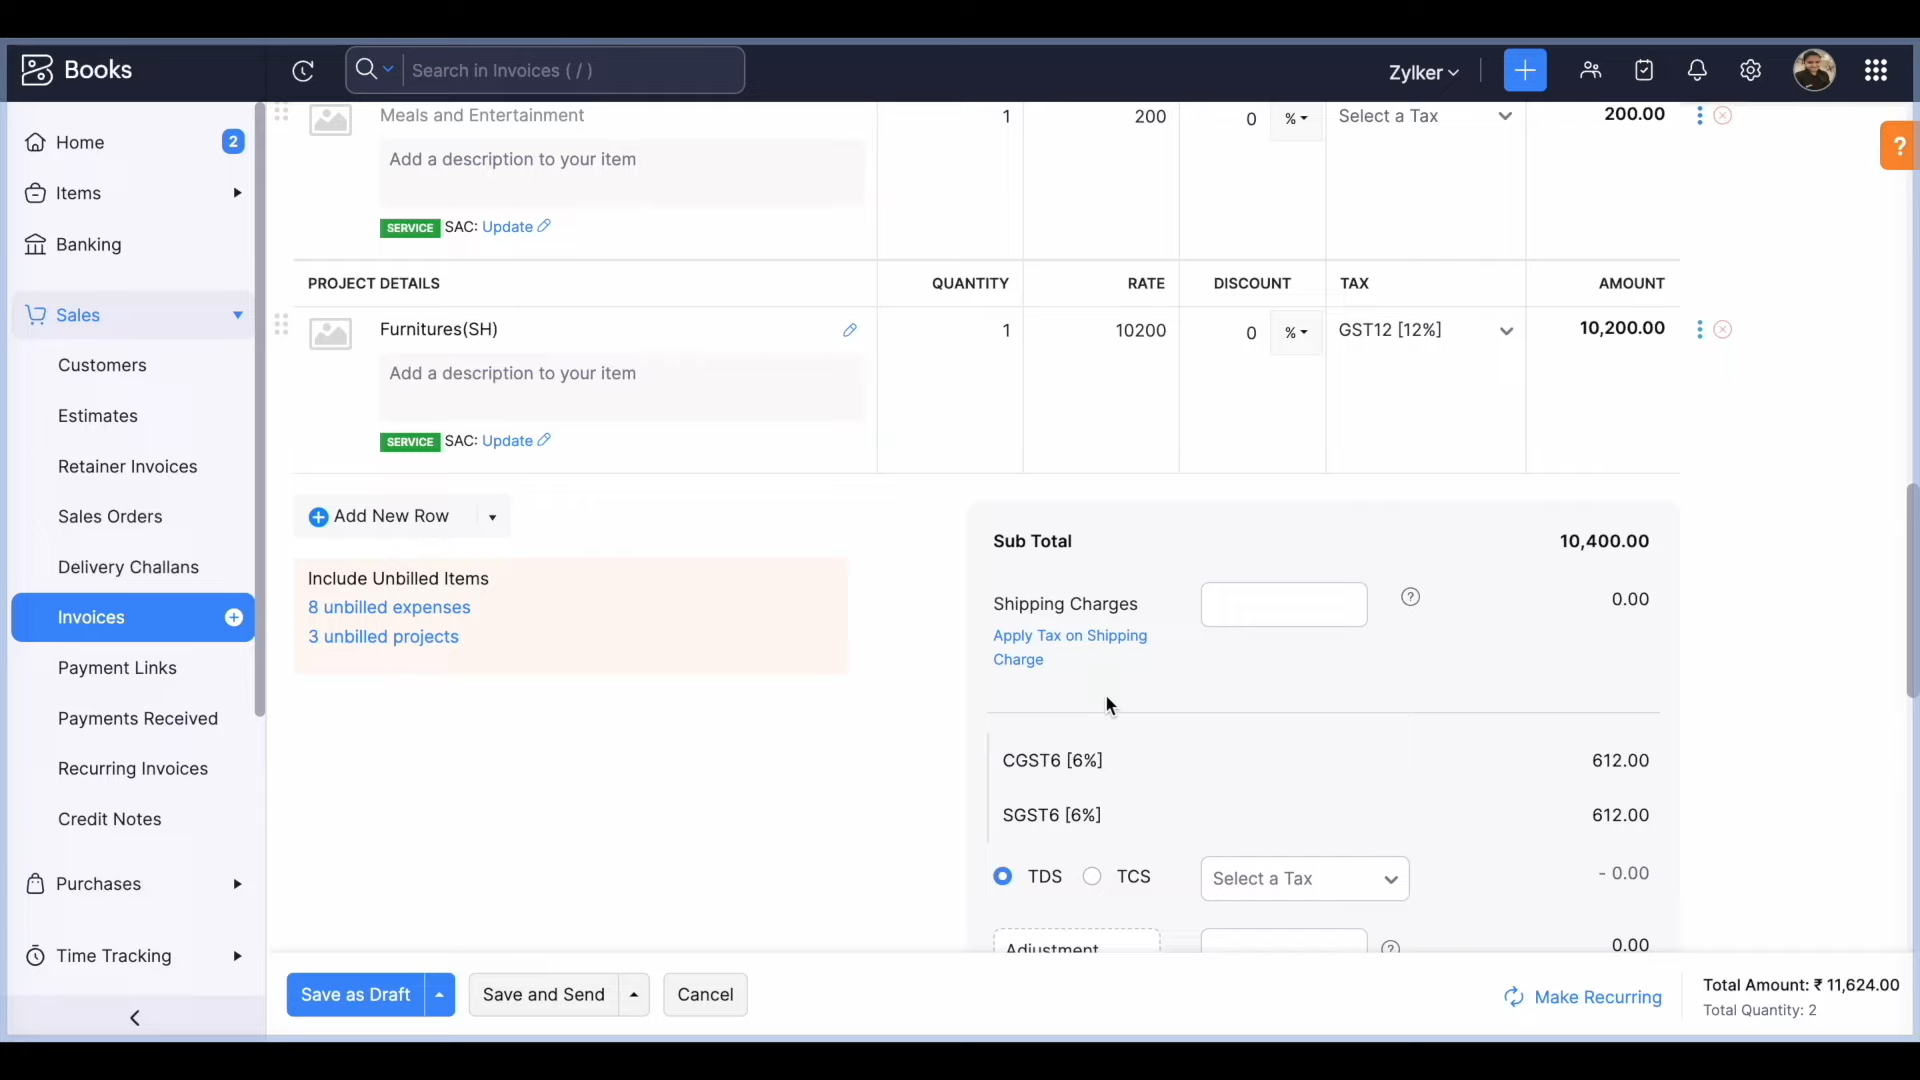 Books
Search in Invoices ( / )
Zylker
Home
2
Items
Banking
Sales
Customers
Estimates
Retainer Invoices
Sales Orders
Delivery Challans
Invoices
Payment Links
Payments Received
Recurring Invoices
Credit Notes
Purchases
Time Tracking
Meals and Entertainment
1
200
0
%
Select a Tax
200.00
?
Add a description to your item
SERVICE SAC: Update
PROJECT DETAILS
QUANTITY
RATE
DISCOUNT
TAX
AMOUNT
Furnitures(SH)
1
10200
0
%
GST12 [12%]
10,200.00
Add a description to your item
SERVICE SAC: Update
Add New Row
Include Unbilled Items
8 unbilled expenses
3 unbilled projects
Sub Total
10,400.00
Shipping Charges
?
0.00
Apply Tax on Shipping
Charge
CGST6 [6%]
612.00
SGST6 [6%]
612.00
TDS
TCS
Select a Tax
- 0.00
Adjustment
?
0.00
Save as Draft
Save and Send
Cancel
Make Recurring
Total Amount: ₹ 11,624.00
Total Quantity: 2